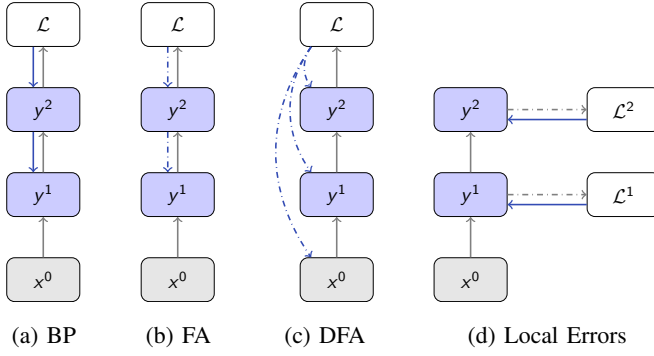 ℒ ℒ ℒ
y² y² y² y² ℒ²
y¹ y¹ y¹ y¹ ℒ¹
x⁰ x⁰ x⁰ x⁰
(a) BP (b) FA (c) DFA (d) Local Errors